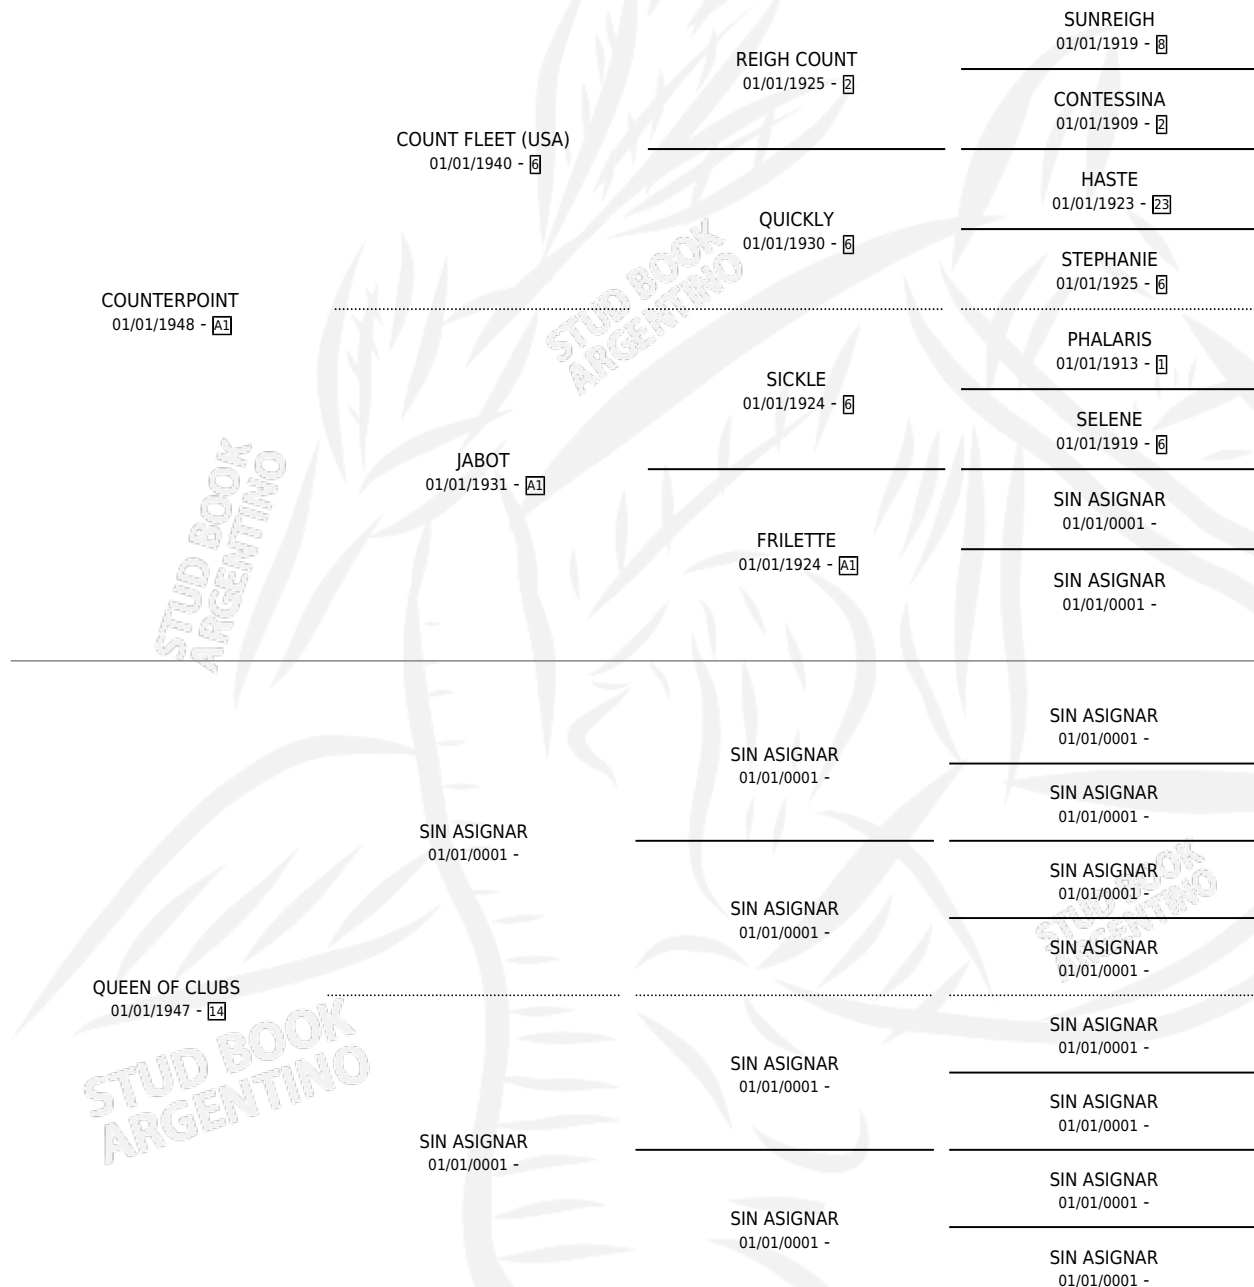 SUNREIGH
01/01/1919 - 8
REIGH COUNT
01/01/1925 - 2
CONTESSINA
01/01/1909 - 2
COUNT FLEET (USA)
01/01/1940 - 6
HASTE
01/01/1923 - 23
QUICKLY
01/01/1930 - 6
STEPHANIE
01/01/1925 - 6
COUNTERPOINT
01/01/1948 - A1
PHALARIS
01/01/1913 - 1
SICKLE
01/01/1924 - 6
SELENE
01/01/1919 - 6
JABOT
01/01/1931 - A1
SIN ASIGNAR
01/01/0001 -
FRILETTE
01/01/1924 - A1
SIN ASIGNAR
01/01/0001 -
SIN ASIGNAR
01/01/0001 -
SIN ASIGNAR
01/01/0001 -
SIN ASIGNAR
01/01/0001 -
SIN ASIGNAR
01/01/0001 -
SIN ASIGNAR
01/01/0001 -
SIN ASIGNAR
01/01/0001 -
SIN ASIGNAR
01/01/0001 -
QUEEN OF CLUBS
01/01/1947 - 14
SIN ASIGNAR
01/01/0001 -
SIN ASIGNAR
01/01/0001 -
SIN ASIGNAR
01/01/0001 -
SIN ASIGNAR
01/01/0001 -
SIN ASIGNAR
01/01/0001 -
SIN ASIGNAR
01/01/0001 -
SIN ASIGNAR
01/01/0001 -
STUD BOOK
ARGENTINO
STUD BOOK
ARGENTINO
STUD BOOK
ARGENTINO
STUD BOOK
ARGENTINO